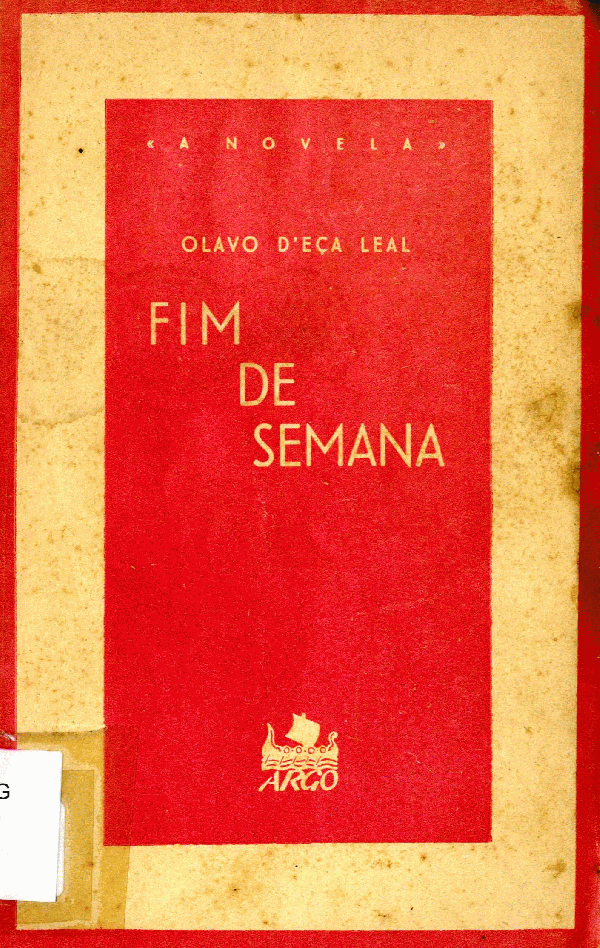 « A NOVELA »
OLAVO D'EÇA LEAL
FIM
DE
SEMANA
ARGO
G